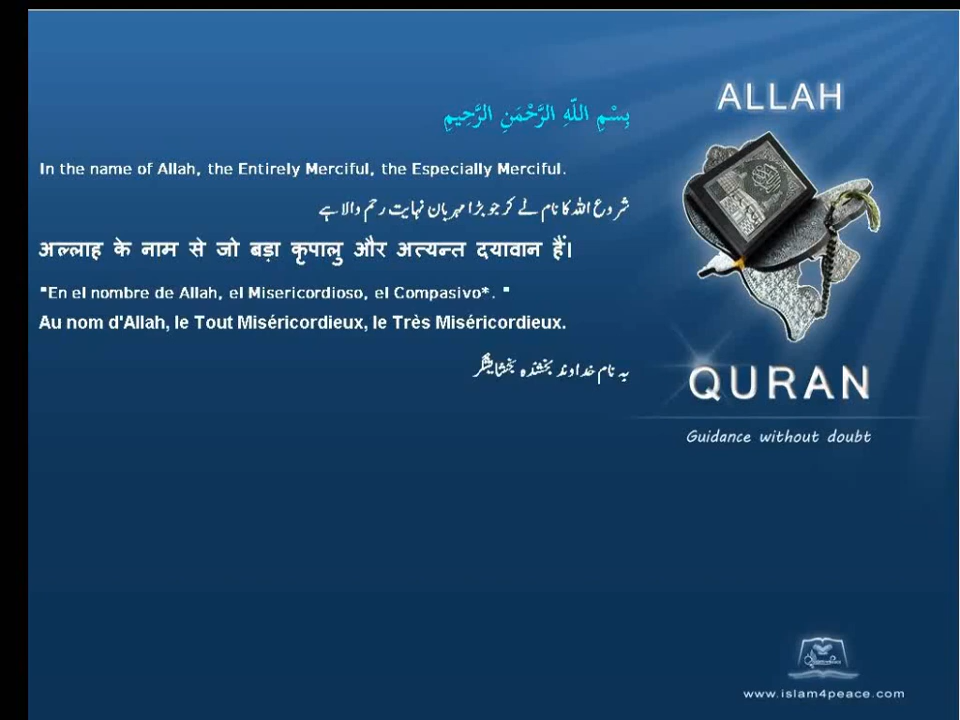 بِسْمِ اللَّهِ الرَّحْمَنِ الرَّحِيمِ
In the name of Allah, the Entirely Merciful, the Especially Merciful.
شروع اللہ کا نام لے کر جو بڑا مہربان نہایت رحم والا ہے
अल्लाह के नाम से जो बड़ा कृपालु और अत्यन्त दयावान हैं।
"En el nombre de Allah, el Misericordioso, el Compasivo*. "
Au nom d'Allah, le Tout Miséricordieux, le Très Miséricordieux.
به نام خداوند بخشنده بخشایشگر
ALLAH
QURAN
Guidance without doubt
www.islam4peace.com